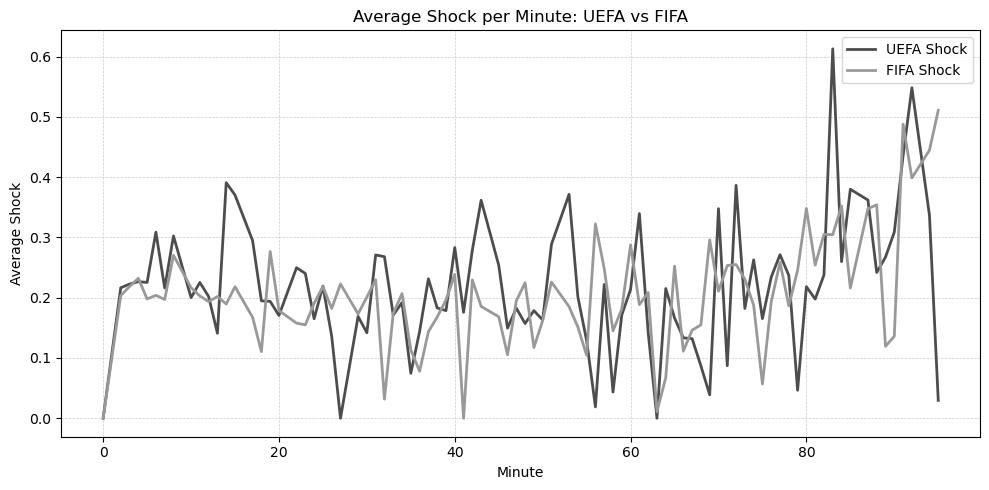 Average Shock per Minute: UEFA vs FIFA
UEFA Shock
FIFA Shock
Average Shock
0.6
0.5
0.4
0.3
0.2
0.1
0.0
0 20 40 60 80
Minute